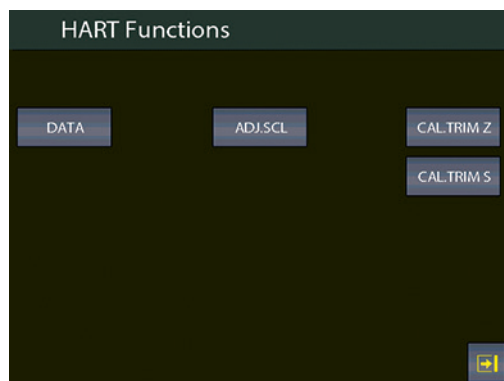 HART Functions
DATA
ADJ.SCL
CAL.TRIM Z
CAL.TRIM S